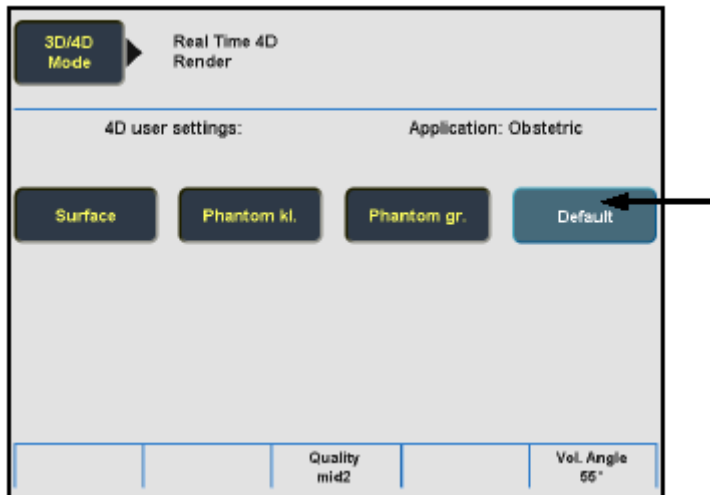 3D/4D
Mode
Real Time 4D
Render
4D user settings:
Application: Obstetric
Surface
Phantom kl.
Phantom gr.
Default
Quality
mid2
Vol. Angle
55°